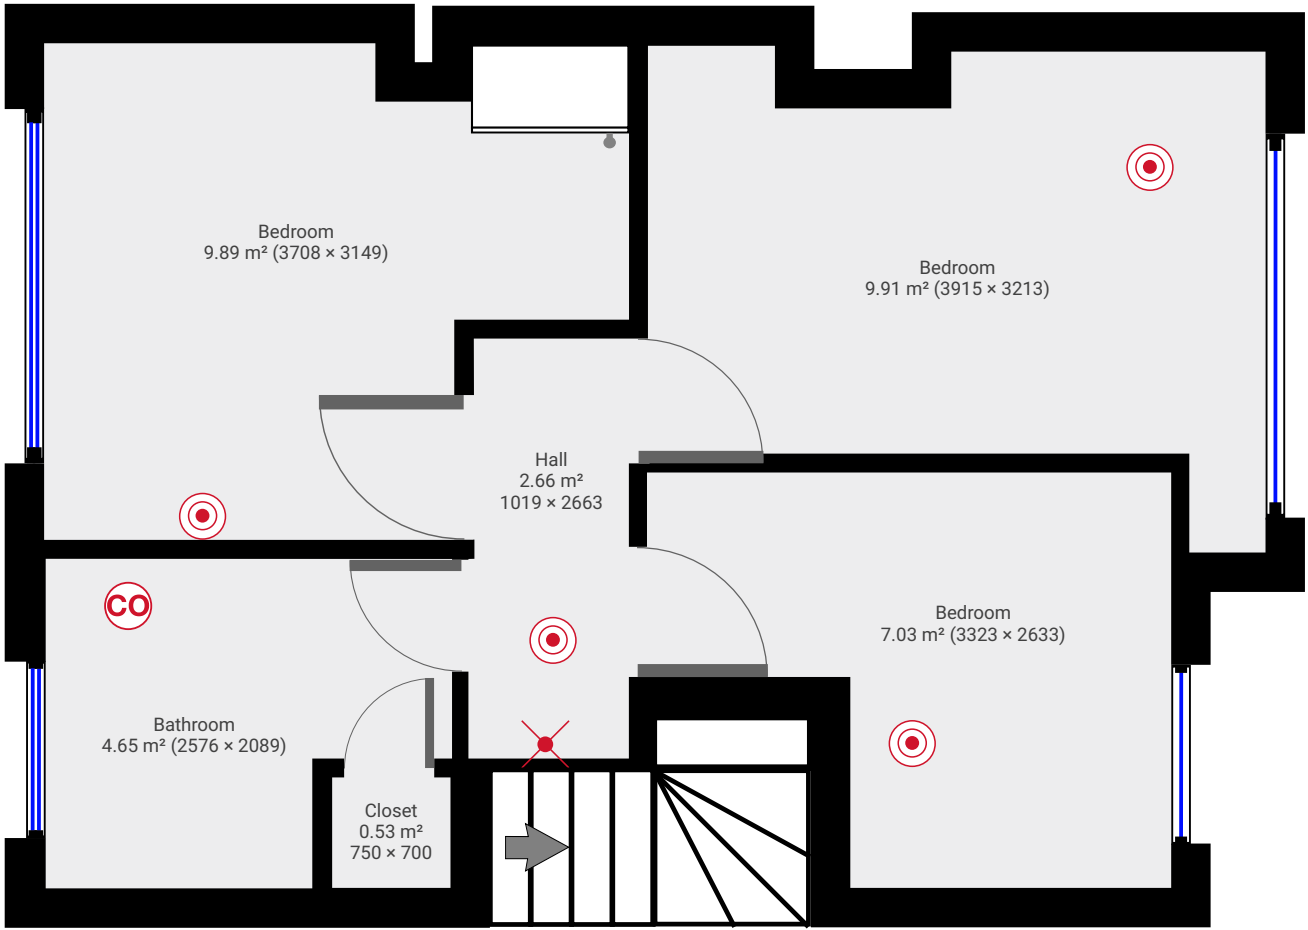 Bedroom
9.89 m² (3708 × 3149)
Bedroom
9.91 m² (3915 × 3213)
Hall
2.66 m²
1019 × 2663
CO
Bedroom
7.03 m² (3323 × 2633)
Bathroom
4.65 m² (2576 × 2089)
Closet
0.53 m²
750 × 700